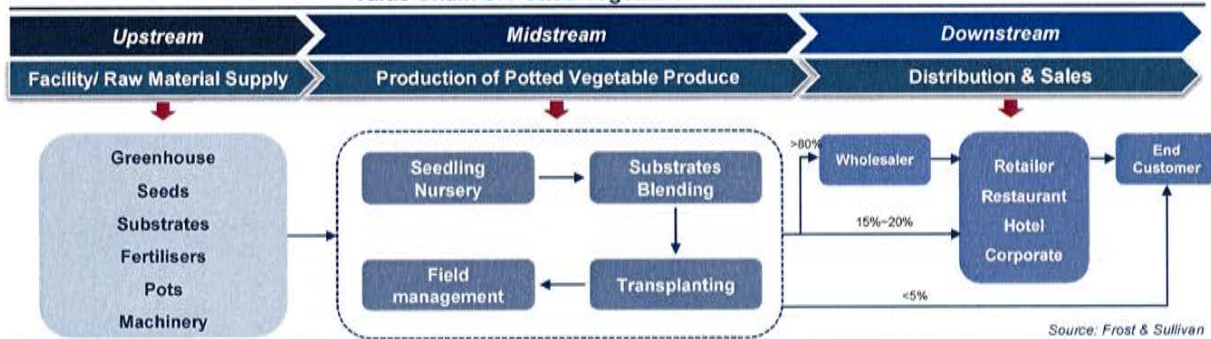 Upstream
Midstream
Downstream
Facility/ Raw Material Supply
Production of Potted Vegetable Produce
Distribution & Sales
Greenhouse
Seeds
Substrates
Fertilisers
Pots
Machinery
Seedling
Nursery
Substrates
Blending
Field
management
Transplanting
>80%
Wholesaler
15%~20%
Retailer
Restaurant
Hotel
Corporate
End
Customer
<5%
Source: Frost & Sullivan